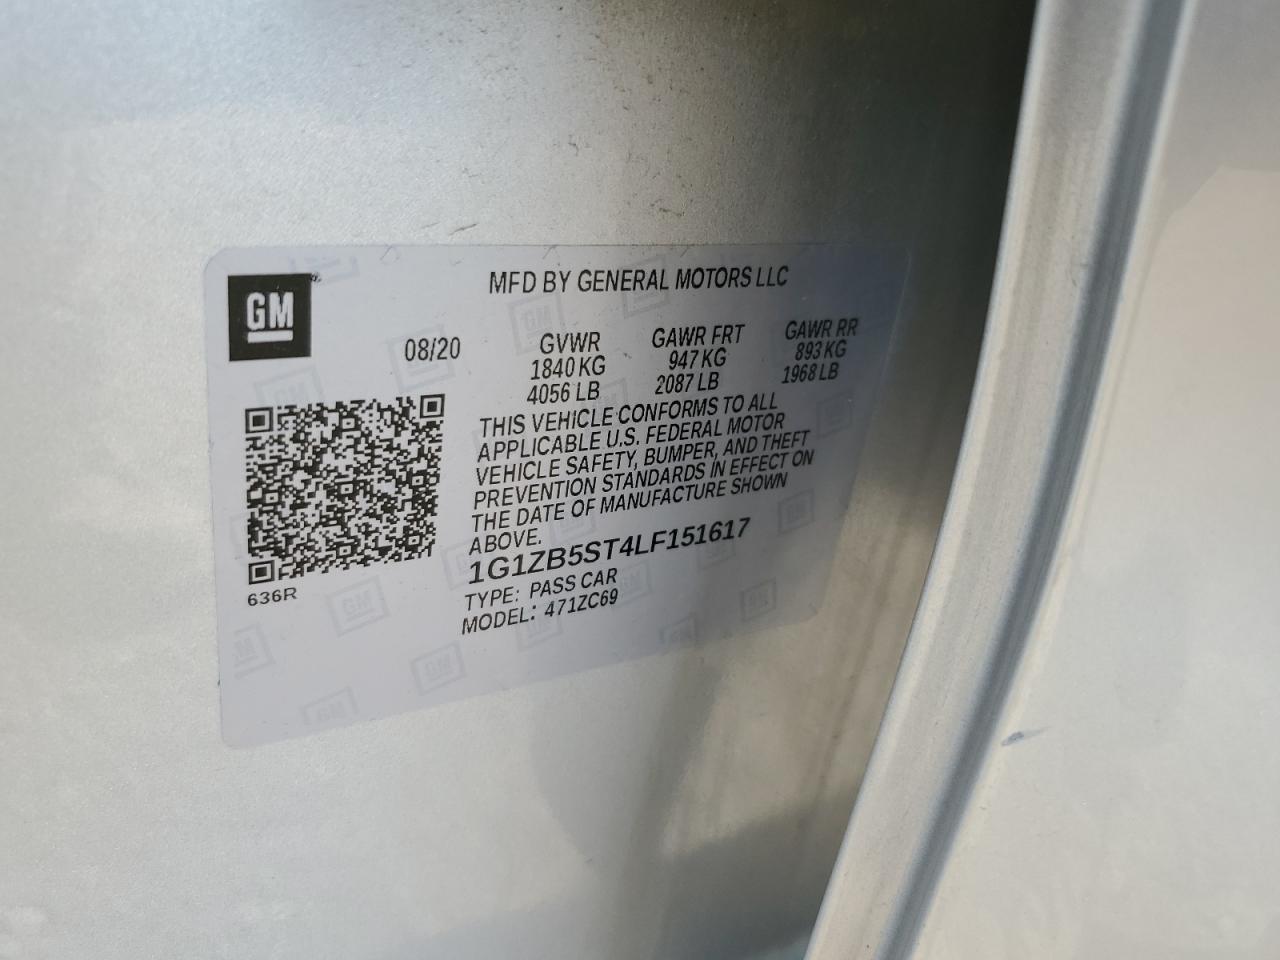 GM
MFD BY GENERAL MOTORS LLC
08/20
GVWR
1840 KG
4056 LB
GAWR FRT
947 KG
2087 LB
GAWR RR
893 KG
1968 LB
THIS VEHICLE CONFORMS TO ALL
APPLICABLE U.S. FEDERAL MOTOR
VEHICLE SAFETY, BUMPER, AND THEFT
PREVENTION STANDARDS IN EFFECT ON
THE DATE OF MANUFACTURE SHOWN
ABOVE.
1G1ZB5ST4LF151617
TYPE: PASS CAR
MODEL: 471ZC69
636R